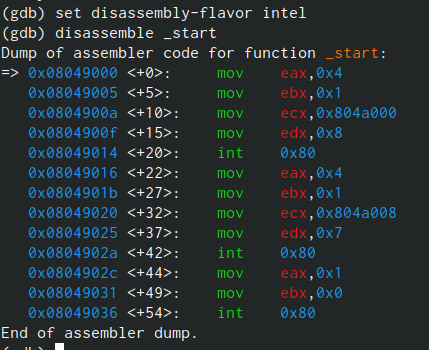 (gdb) set disassembly-flavor intel
(gdb) disassemble _start
Dump of assembler code for function _start:
=> 0x08049000 <+0>:     mov    eax,0x4
   0x08049005 <+5>:     mov    ebx,0x1
   0x0804900a <+10>:    mov    ecx,0x804a000
   0x0804900f <+15>:    mov    edx,0x8
   0x08049014 <+20>:    int    0x80
   0x08049016 <+22>:    mov    eax,0x4
   0x0804901b <+27>:    mov    ebx,0x1
   0x08049020 <+32>:    mov    ecx,0x804a008
   0x08049025 <+37>:    mov    edx,0x7
   0x0804902a <+42>:    int    0x80
   0x0804902c <+44>:    mov    eax,0x1
   0x08049031 <+49>:    mov    ebx,0x0
   0x08049036 <+54>:    int    0x80
End of assembler dump.
(gdb)